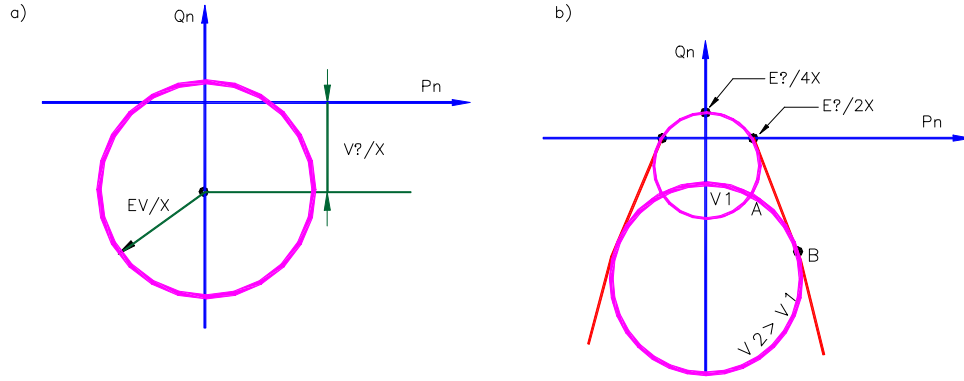 a)
Qn
Pn
V?/X
EV/X
b)
Qn
E?/4X
E?/2X
Pn
V1
A
B
V2> V1